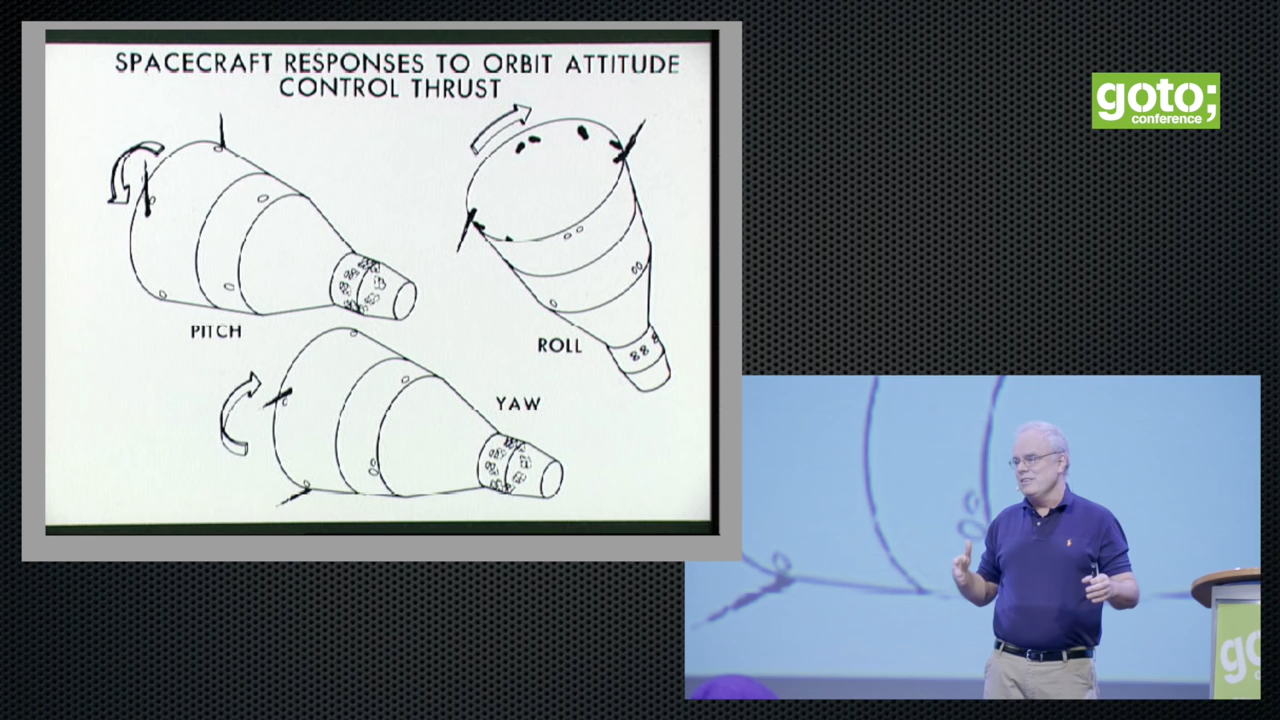 SPACECRAFT RESPONSES TO ORBIT ATTITUDE
CONTROL THRUST
PITCH
ROLL
YAW
goto;
conference